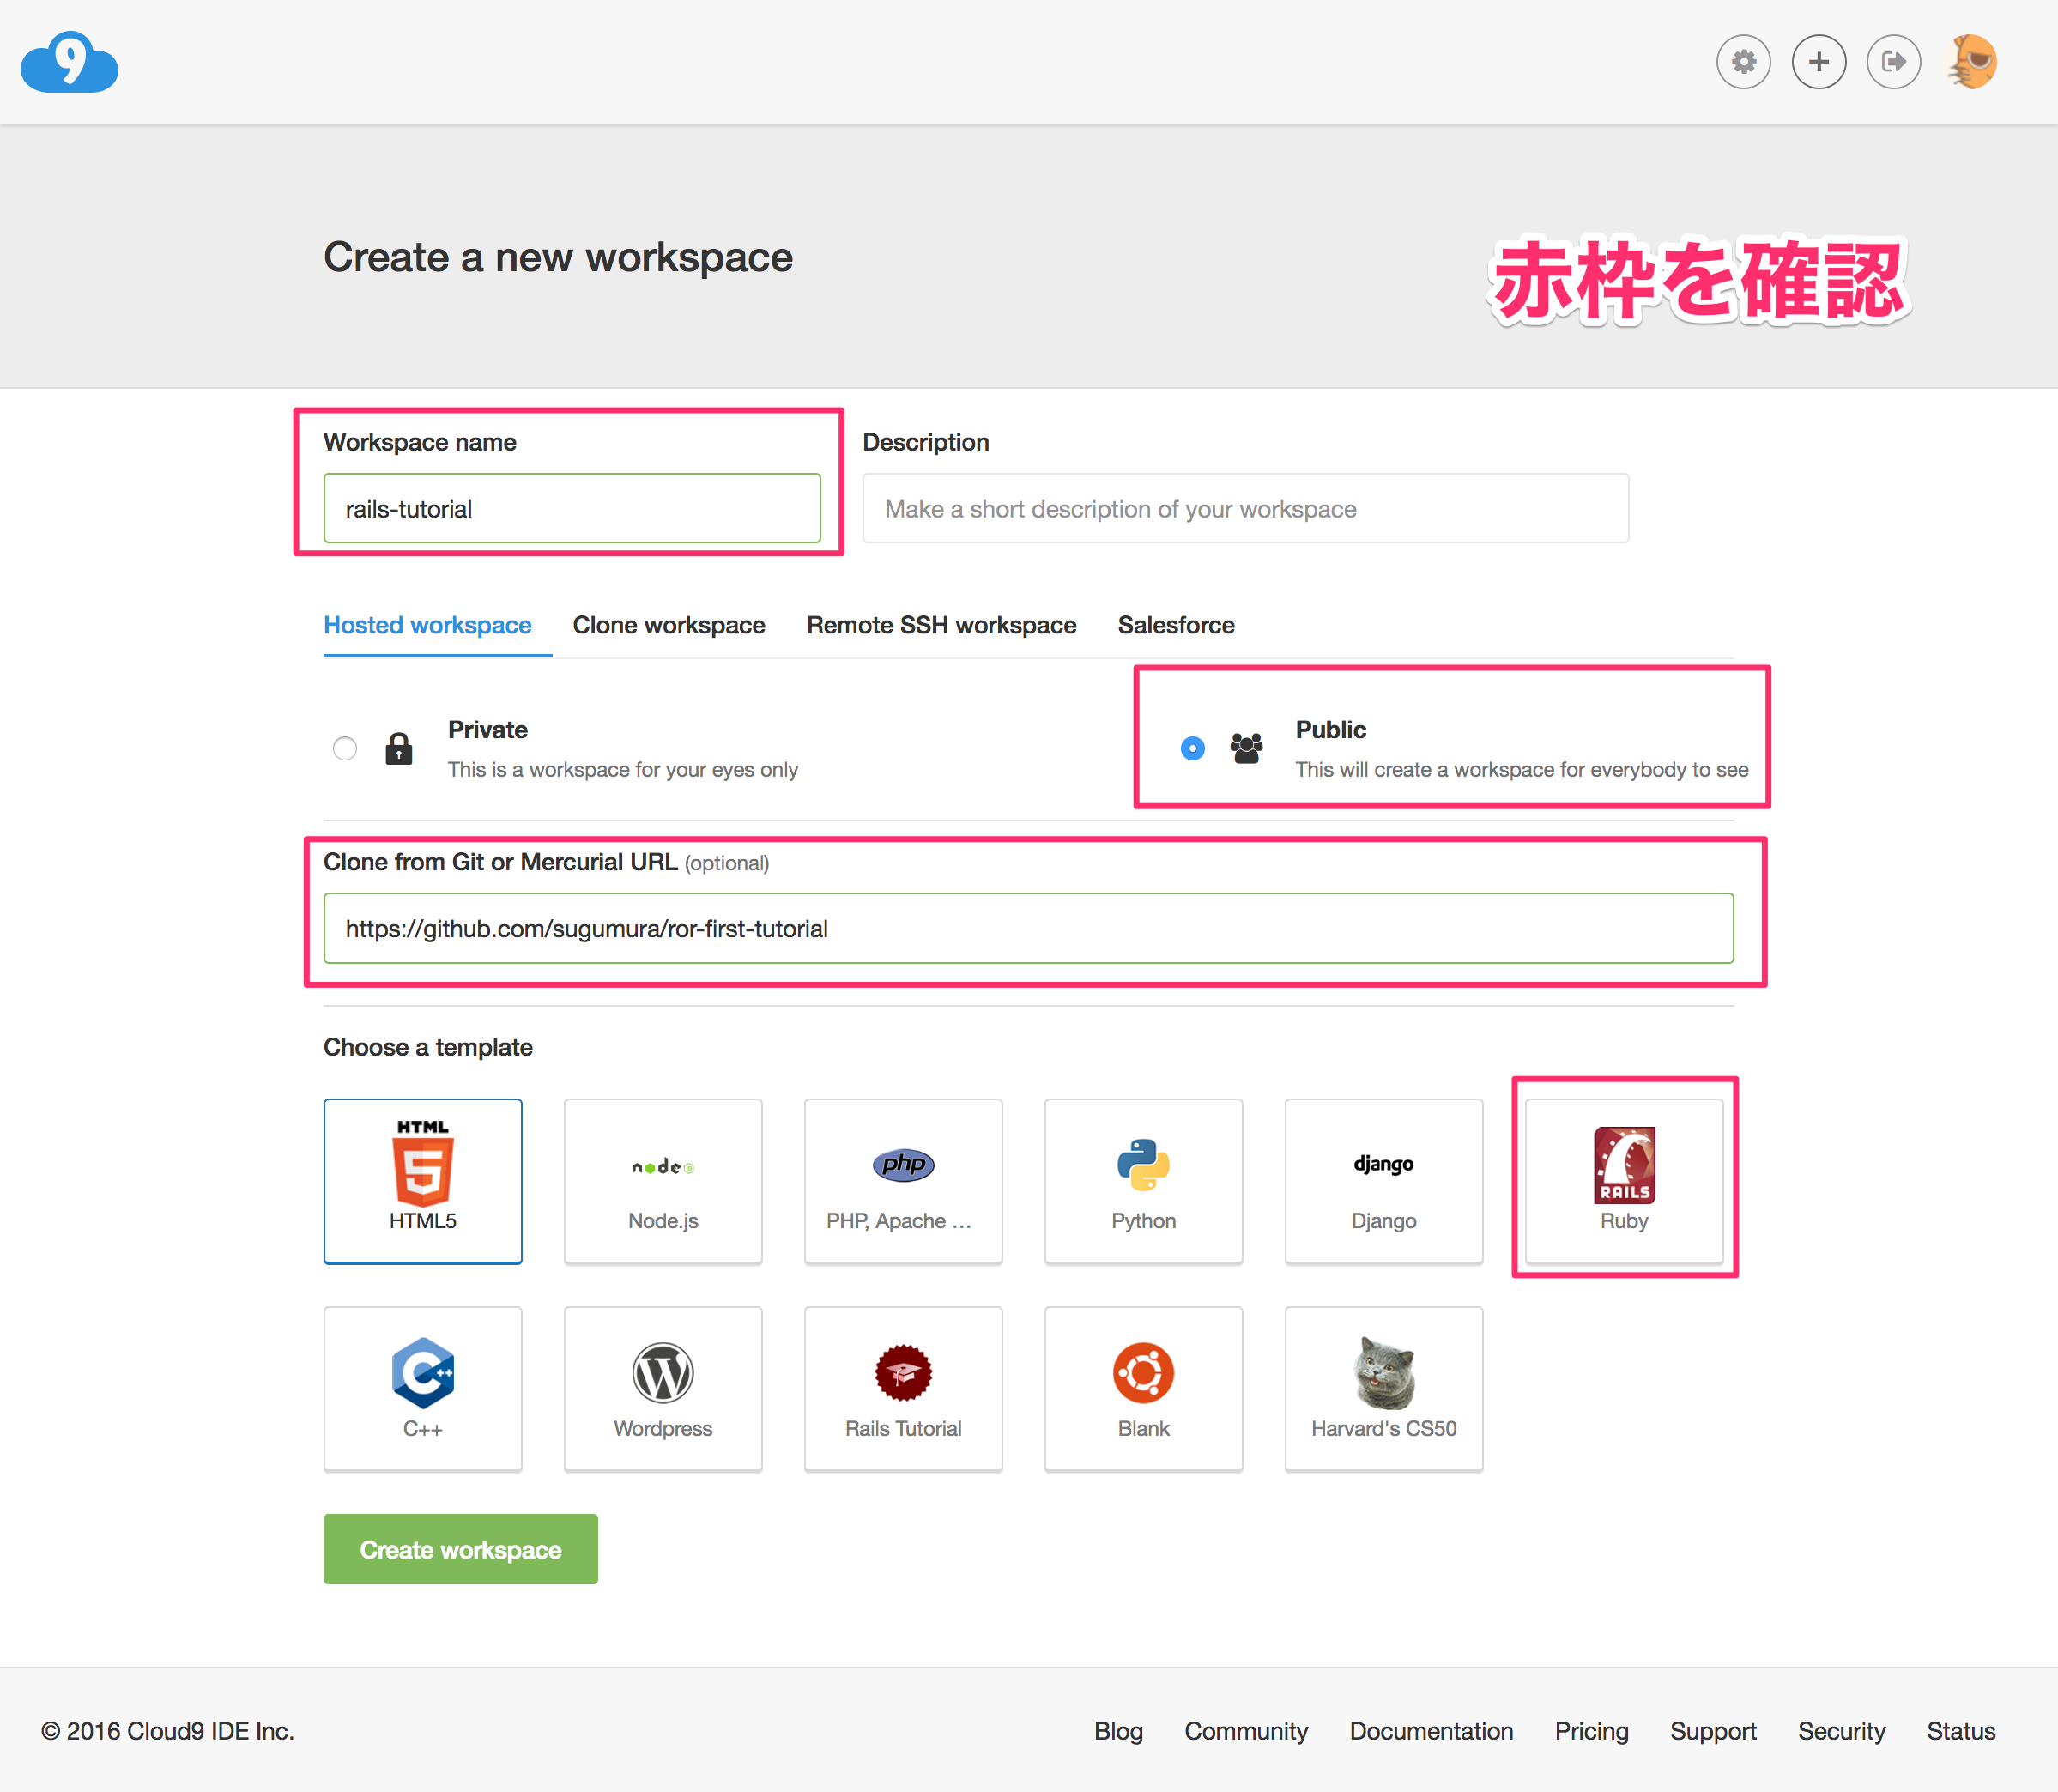 9
Create a new workspace
赤枠を確認
Workspace name
Description
rails-tutorial
Make a short description of your workspace
Hosted workspace Clone workspace Remote SSH workspace Salesforce
Private
This is a workspace for your eyes only
Public
This will create a workspace for everybody to see
Clone from Git or Mercurial URL (optional)
https://github.com/sugumura/ror-first-tutorial
Choose a template
HTML
5
HTML5
node
Node.js
php
PHP, Apache ...
Python
django
Django
RAILS
Ruby
C++
C++
W
Wordpress
Rails Tutorial
Blank
Harvard's CS50
Create workspace
© 2016 Cloud9 IDE Inc.
Blog Community Documentation Pricing Support Security Status